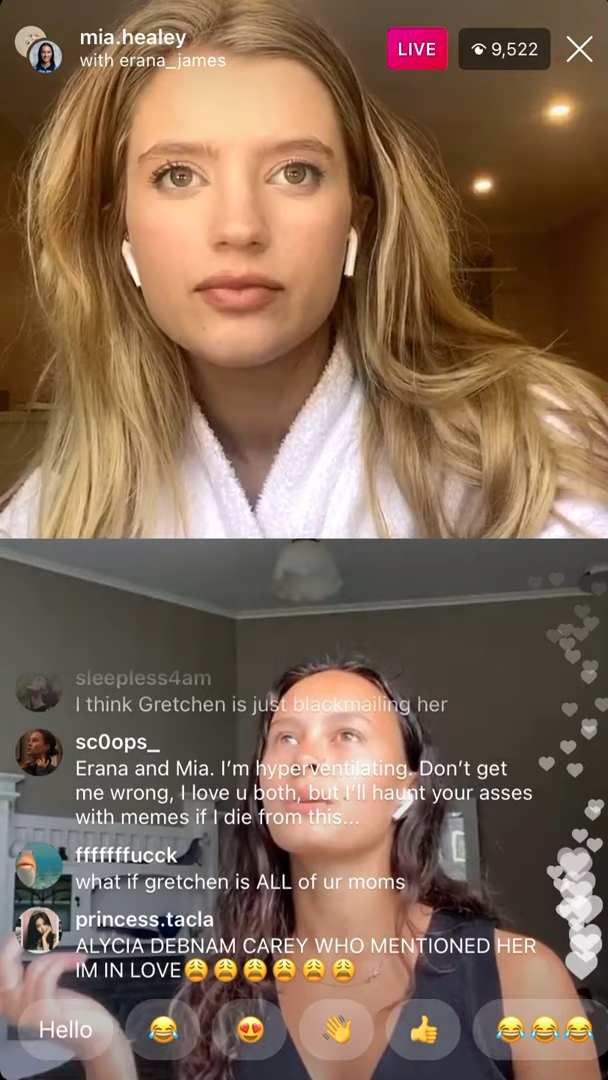 mia.healey
with erana_james
LIVE
9,522
sleepless4am
I think Gretchen is just blackmailing her
sc0ops_
Erana and Mia. I’m hyperventilating. Don’t get
me wrong, I love u both, but I’ll haunt your asses
with memes if I die from this...
fffffffucck
what if gretchen is ALL of ur moms
princess.tacla
ALYCIA DEBNAM CAREY WHO MENTIONED HER
IM IN LOVE😩😩😩😩😩😩
Hello 😂 😍 👋 👍 😂😂😂